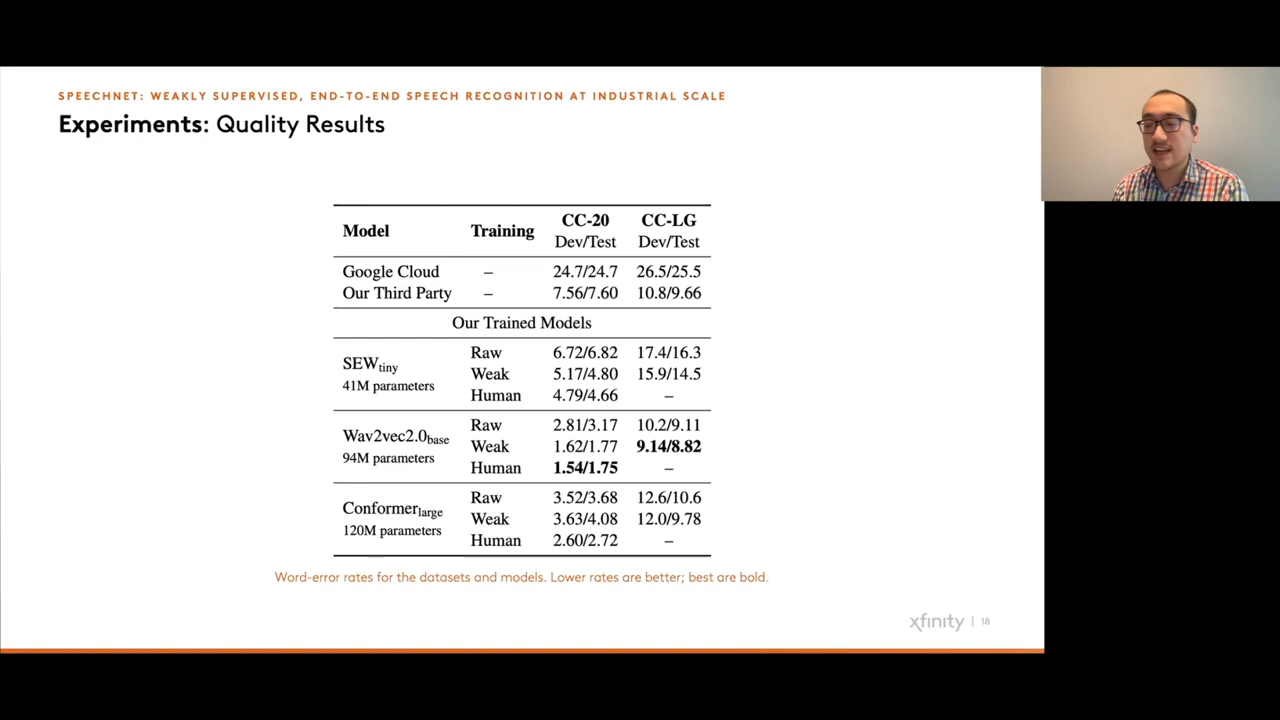 SPEECHNET: WEAKLY SUPERVISED, END-TO-END SPEECH RECOGNITION AT INDUSTRIAL SCALE
Experiments: Quality Results
Model Training CC-20 CC-LG
Dev/Test Dev/Test
Google Cloud – 24.7/24.7 26.5/25.5
Our Third Party – 7.56/7.60 10.8/9.66
Our Trained Models
SEWtiny
41M parameters
Raw 6.72/6.82 17.4/16.3
Weak 5.17/4.80 15.9/14.5
Human 4.79/4.66 –
Wav2vec2.0base
94M parameters
Raw 2.81/3.17 10.2/9.11
Weak 1.62/1.77 9.14/8.82
Human 1.54/1.75 –
Conformerlarge
120M parameters
Raw 3.52/3.68 12.6/10.6
Weak 3.63/4.08 12.0/9.78
Human 2.60/2.72 –
Word-error rates for the datasets and models. Lower rates are better; best are bold.
xfinity | 18